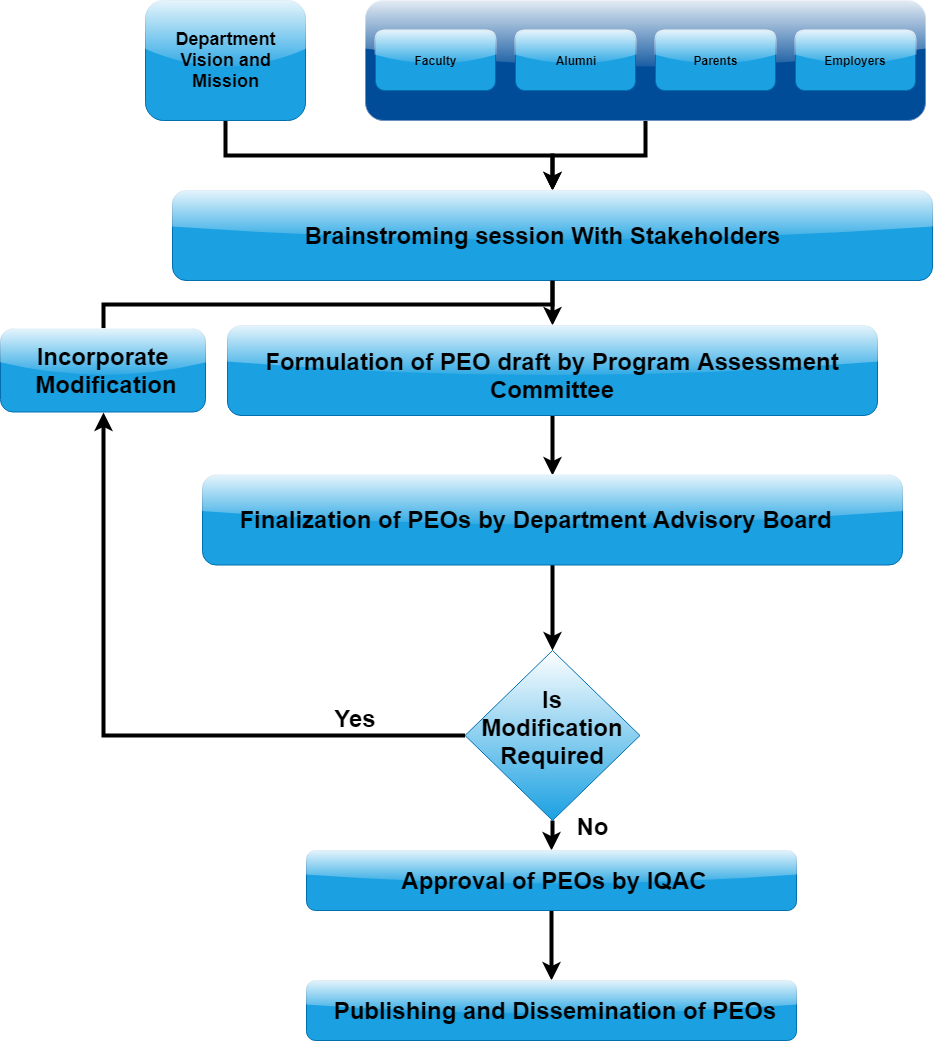 Department
Vision and
Mission
Faculty
Alumni
Parents
Employers
Brainstroming session With Stakeholders
Incorporate
Modification
Formulation of PEO draft by Program Assessment
Committee
Finalization of PEOs by Department Advisory Board
Is
Modification
Required
Yes
No
Approval of PEOs by IQAC
Publishing and Dissemination of PEOs